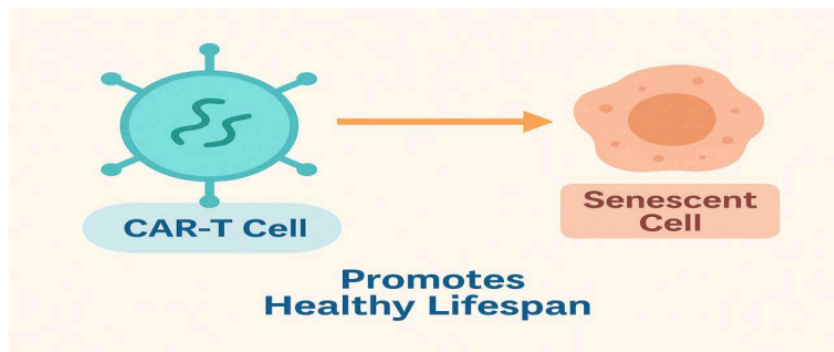 CAR-T Cell
Senescent
Cell
Promotes
Healthy Lifespan